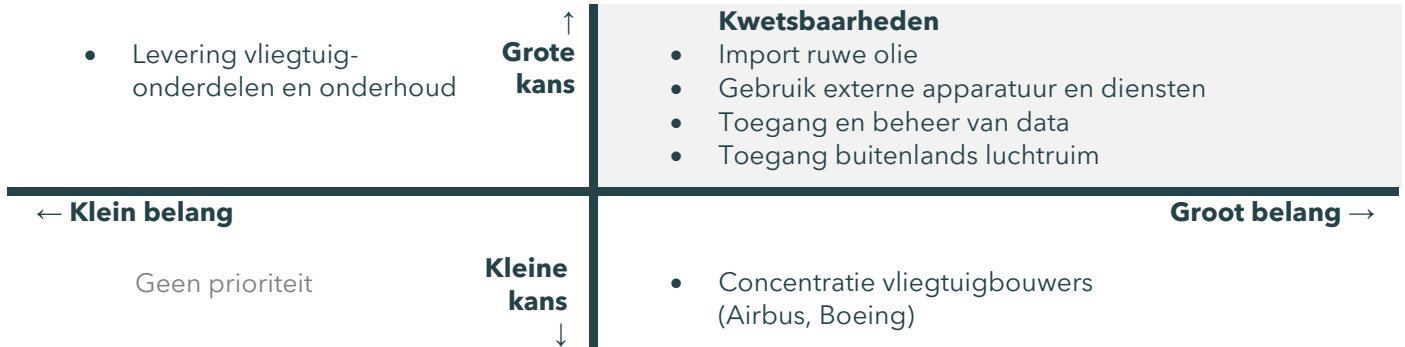 ↑
Grote
kans
• Levering vliegtuig-
onderdelen en onderhoud
Kwetsbaarheden
• Import ruwe olie
• Gebruik externe apparatuur en diensten
• Toegang en beheer van data
• Toegang buitenlands luchtruim
← Klein belang
Groot belang →
Geen prioriteit
Kleine
kans
↓
• Concentratie vliegtuigbouwers
(Airbus, Boeing)